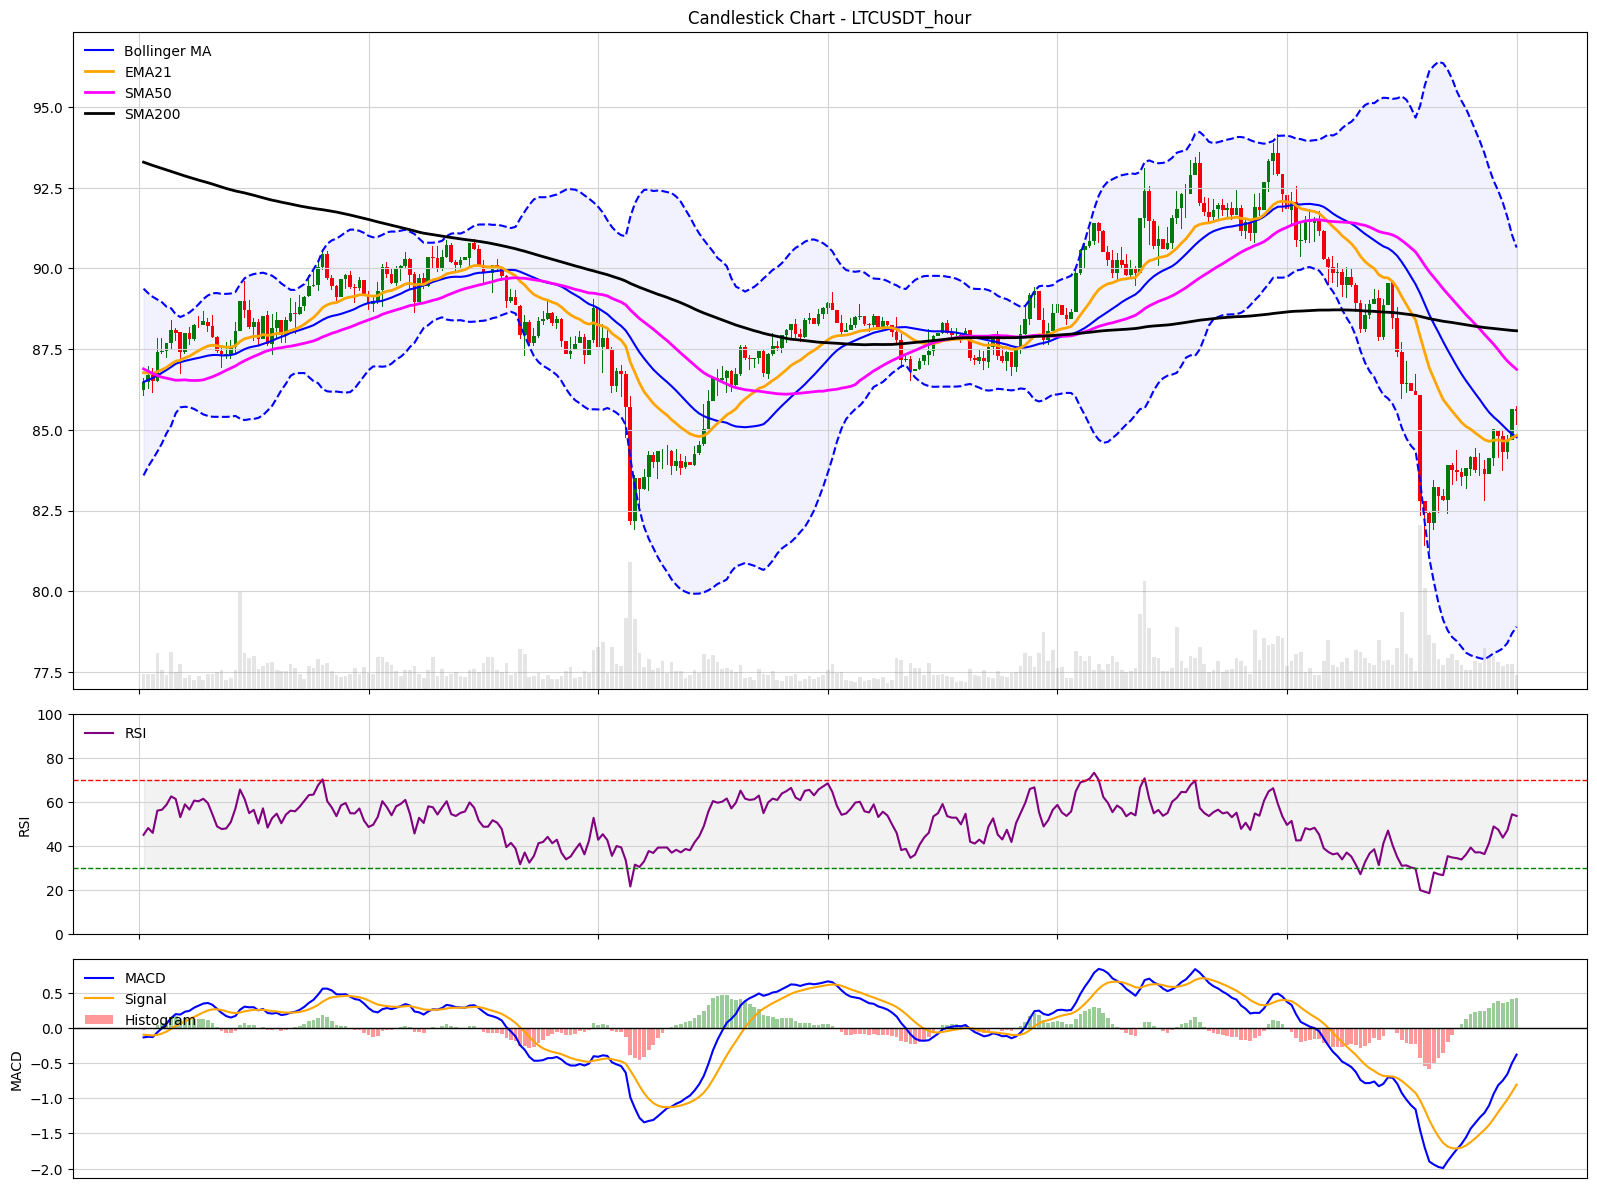 Candlestick Chart - LTCUSDT_hour
Bollinger MA
EMA21
SMA50
SMA200
95.0
92.5
90.0
87.5
85.0
82.5
80.0
77.5
RSI
100
80
60
40
20
0
RSI
MACD
Signal
Histogram
0.5
0.0
−0.5
−1.0
−1.5
−2.0
MACD